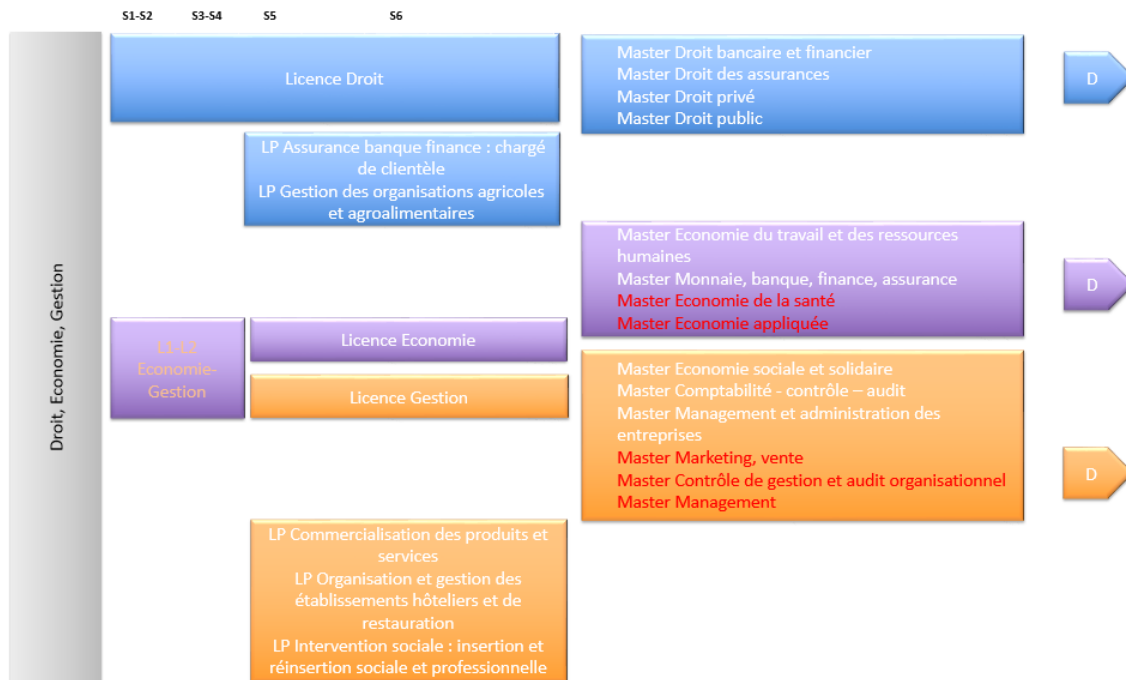 S1-S2 S3-S4 S5 S6
Droit, Economie, Gestion
Licence Droit
Master Droit bancaire et financier
Master Droit des assurances
Master Droit privé
Master Droit public
D
LP Assurance banque finance : chargé
de clientèle
LP Gestion des organisations agricoles
et agroalimentaires
Master Economie du travail et des ressources
humaines
Master Monnaie, banque, finance, assurance
Master Economie de la santé
Master Economie appliquée
D
L1-L2
Economie-
Gestion
Licence Economie
Licence Gestion
Master Economie sociale et solidaire
Master Comptabilité - contrôle – audit
Master Management et administration des
entreprises
Master Marketing, vente
Master Contrôle de gestion et audit organisationnel
Master Management
D
LP Commercialisation des produits et
services
LP Organisation et gestion des
établissements hôteliers et de
restauration
LP Intervention sociale : insertion et
réinsertion sociale et professionnelle